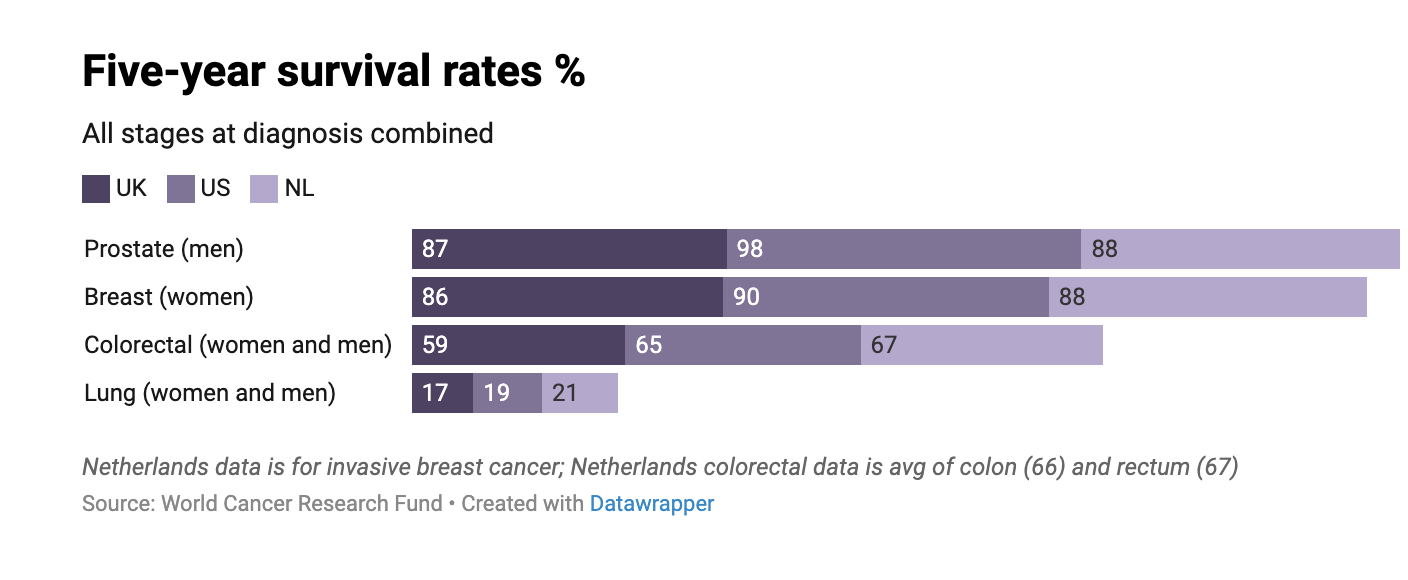 Five-year survival rates %
All stages at diagnosis combined
UK US NL
Prostate (men) 87 98 88
Breast (women) 86 90 88
Colorectal (women and men) 59 65 67
Lung (women and men) 17 19 21
Netherlands data is for invasive breast cancer; Netherlands colorectal data is avg of colon (66) and rectum (67)
Source: World Cancer Research Fund • Created with Datawrapper